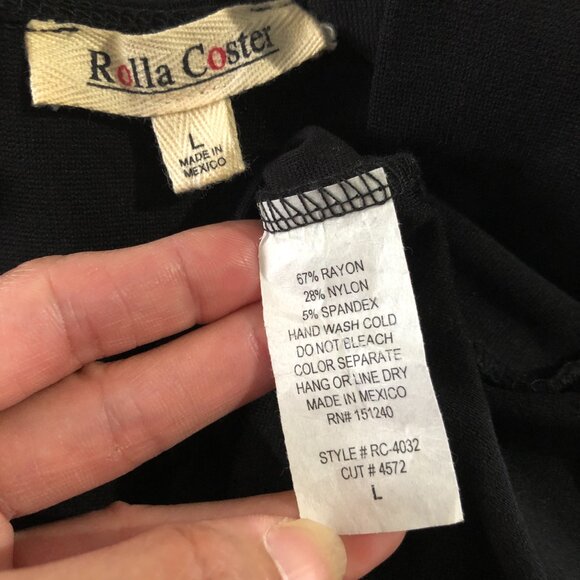 Rolla Coster
L
MADE IN
MEXICO
67% RAYON
28% NYLON
5% SPANDEX
HAND WASH COLD
DO NOT BLEACH
COLOR SEPARATE
HANG OR LINE DRY
MADE IN MEXICO
RN# 151240
STYLE # RC-4032
CUT # 4572
L